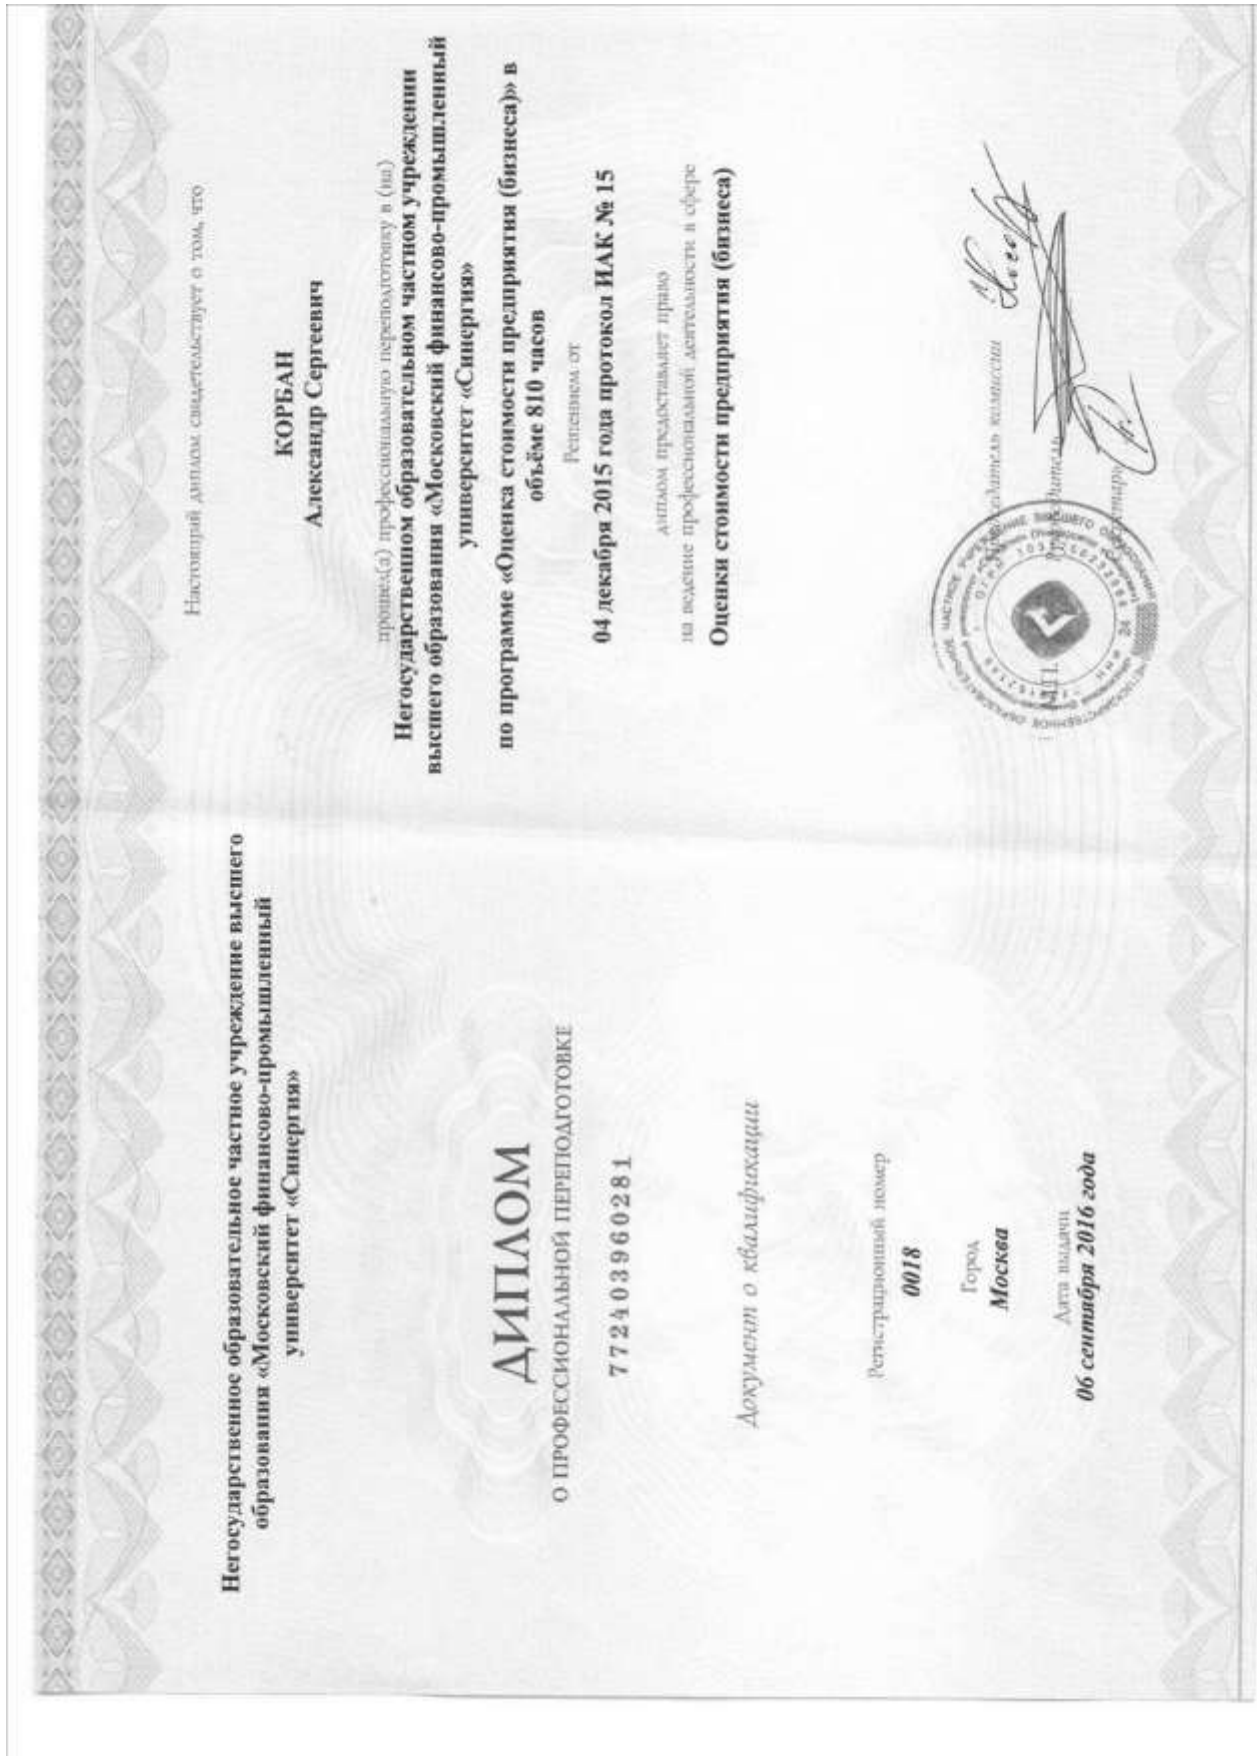 Негосударственное образовательное частное учреждение высшего
образования «Московский финансово-промышленный
университет «Синергия»
ДИПЛОМ
О ПРОФЕССИОНАЛЬНОЙ ПЕРЕПОДГОТОВКЕ
772403960281
Документ о квалификации
Регистрационный номер
0018
Город
Москва
Дата выдачи
06 сентября 2016 года
Настоящий диплом свидетельствует о том, что
КОРБАН
Александр Сергеевич
прошел(а) профессиональную переподготовку в (на)
Негосударственном образовательном частном учреждении
высшего образования «Московский финансово-промышленный
университет «Синергия»
по программе «Оценка стоимости предприятия (бизнеса)» в
объёме 810 часов
Решением от
04 декабря 2015 года протокол ИАК № 15
диплом предоставляет право
на ведение профессиональной деятельности в сфере
Оценки стоимости предприятия (бизнеса)
комиссии
М.П.